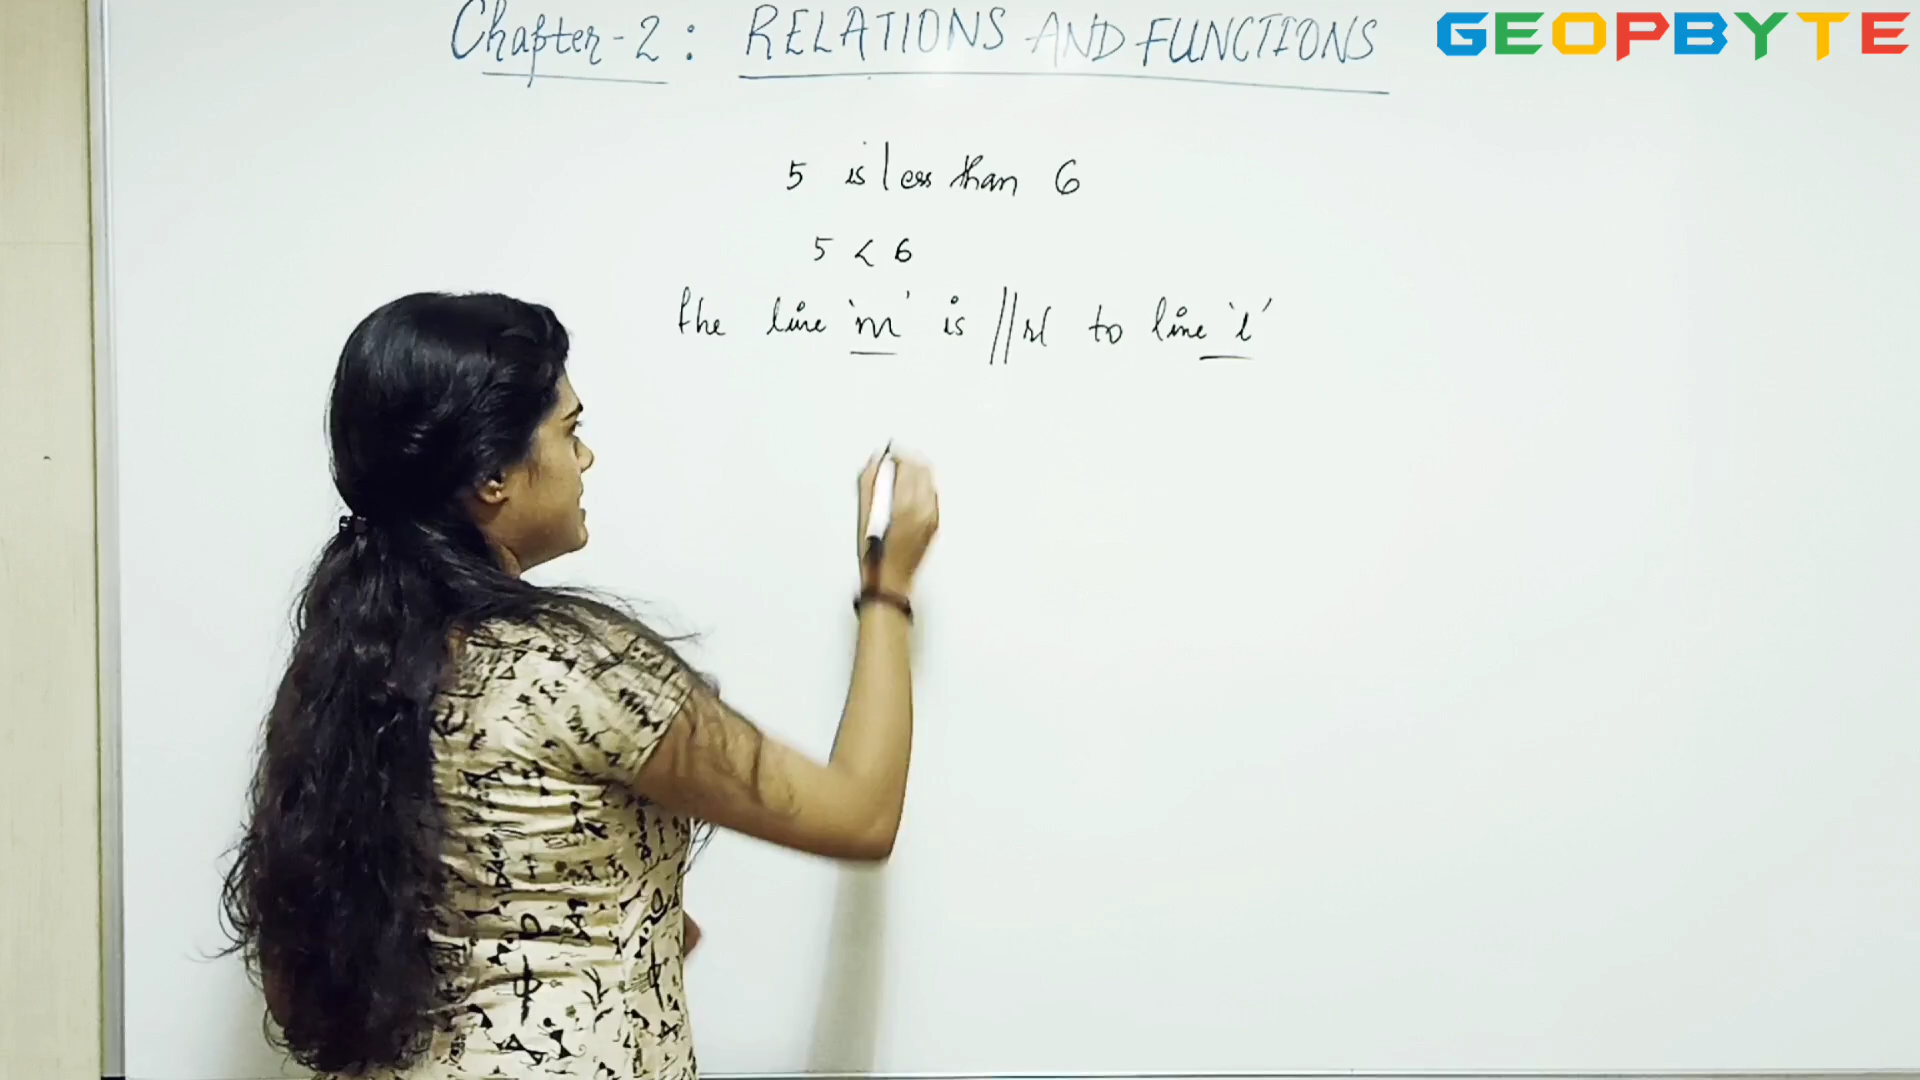 Chapter-2: RELATIONS AND FUNCTIONS
GEOPBYTE
5 is less than 6
5 < 6
the line 'm' is ||rl to line 'l'